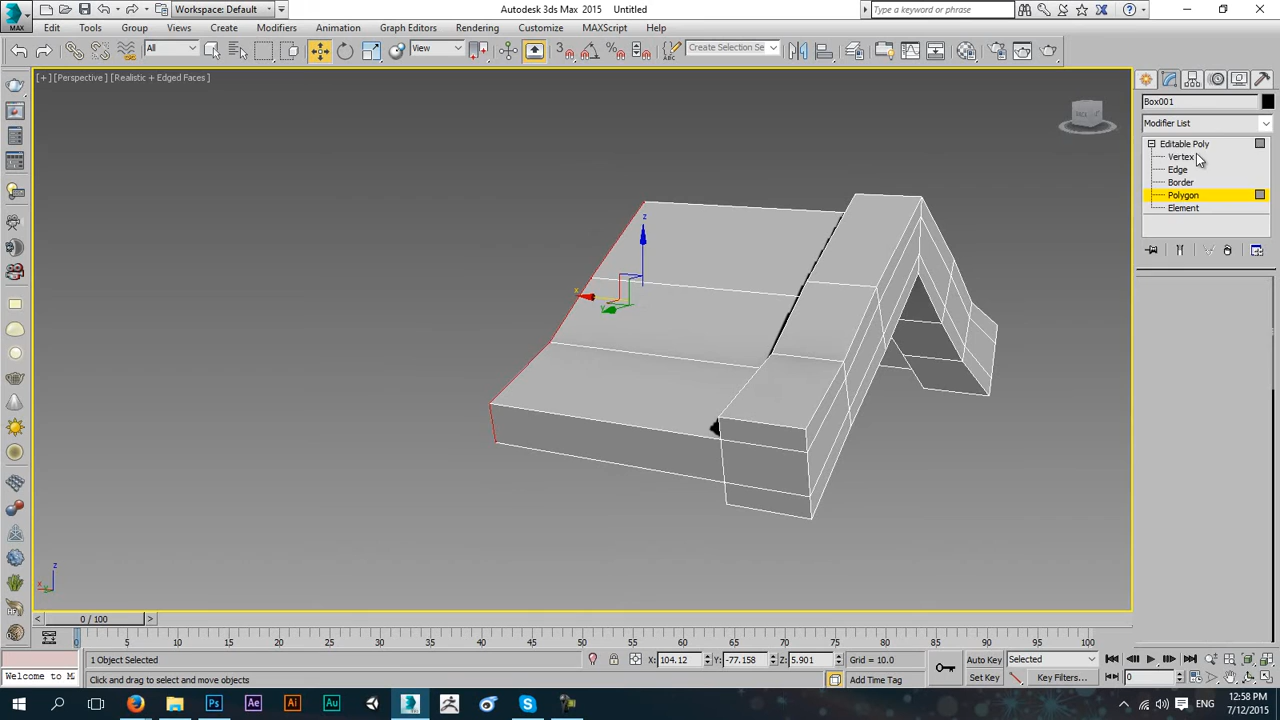 MAX
Workspace: Default
Autodesk 3ds Max 2015 Untitled
Type a keyword or phrase
Edit Tools Group Views Create Modifiers Animation Graph Editors Rendering Customize MAXScript Help
All
View
Create Selection Se
[+] [Perspective] [Realistic + Edged Faces]
Box001
Modifier List
Editable Poly
Vertex
Edge
Border
Polygon
Element
z
x
y
z
x
y
0 / 100
0 5 10 15 20 25 30 35 40 45 50 55 60 65 70 75 80 85 90 95 100
1 Object Selected
X: 104.12 Y: -77.158 Z: 5.901 Grid = 10.0
Auto Key Selected
Welcome to M
Click and drag to select and move objects
Add Time Tag
Set Key Key Filters... 0
Ps Ae Ai Au
ENG
12:58 PM
7/12/2015